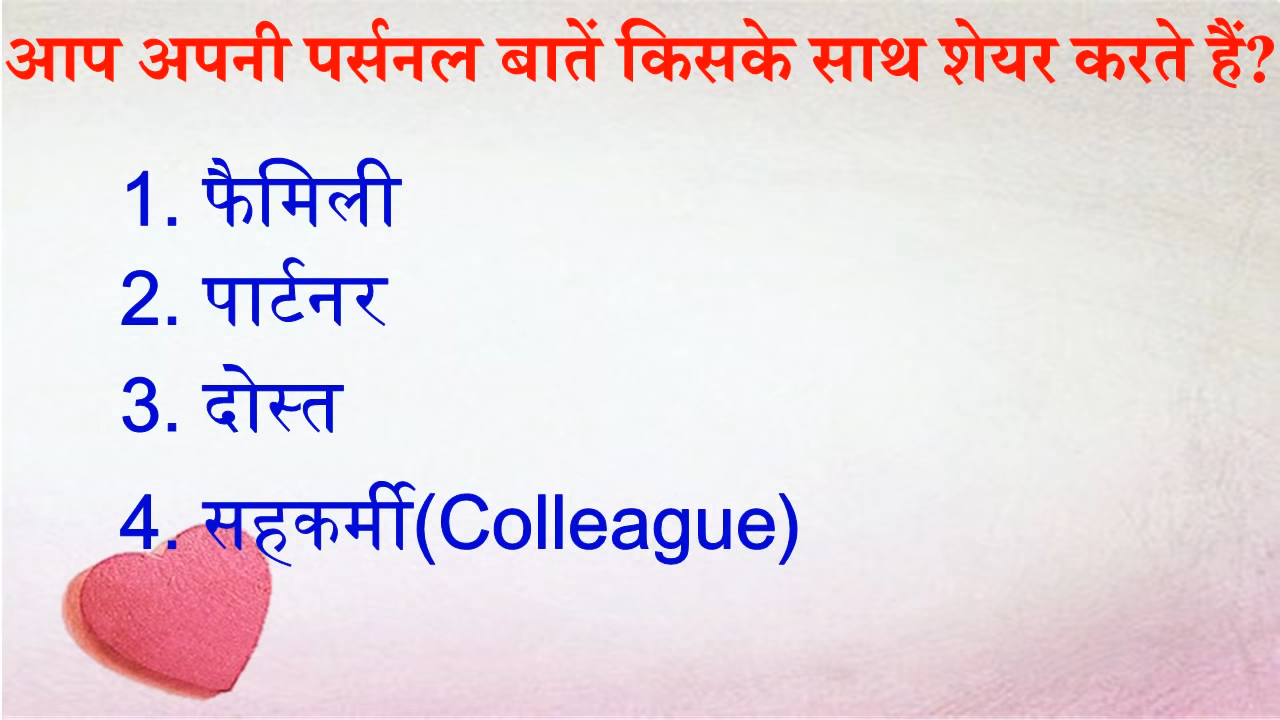 आप अपनी पर्सनल बातें किसके साथ शेयर करते हैं?
1. फैमिली
2. पार्टनर
3. दोस्त
4. सहकर्मी(Colleague)